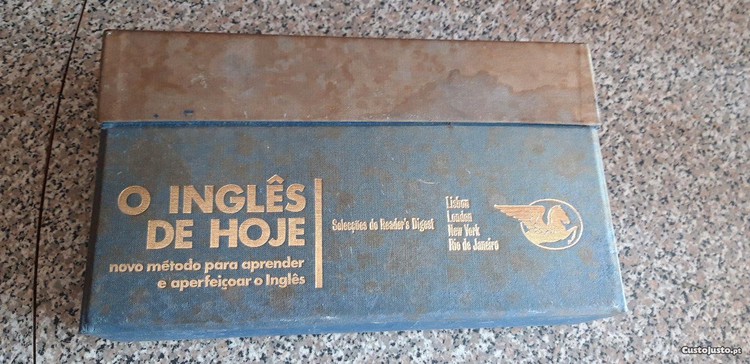 O INGLÊS
DE HOJE
novo método para aprender
e aperfeiçoar o Inglês
Selecções do Reader's Digest
Lisbon
London
New York
Rio de Janeiro
CustoJusto.pt